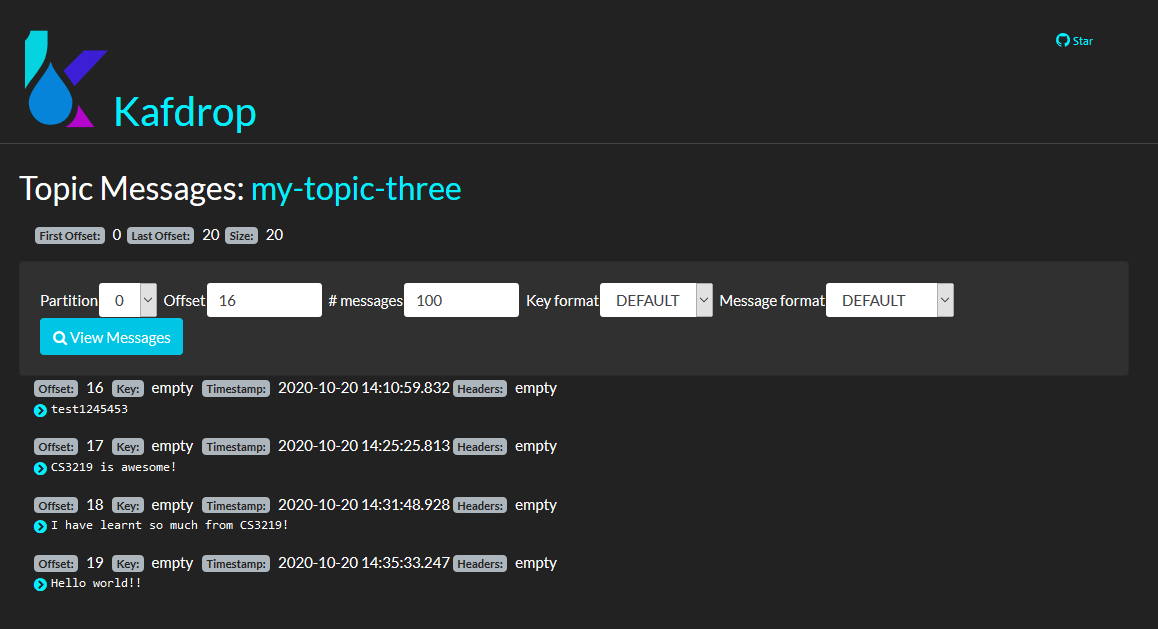 Star
Kafdrop
Topic Messages: my-topic-three
First Offset: 0 Last Offset: 20 Size: 20
Partition 0 Offset 16 # messages 100 Key format DEFAULT Message format DEFAULT
View Messages
Offset: 16 Key: empty Timestamp: 2020-10-20 14:10:59.832 Headers: empty
test1245453
Offset: 17 Key: empty Timestamp: 2020-10-20 14:25:25.813 Headers: empty
CS3219 is awesome!
Offset: 18 Key: empty Timestamp: 2020-10-20 14:31:48.928 Headers: empty
I have learnt so much from CS3219!
Offset: 19 Key: empty Timestamp: 2020-10-20 14:35:33.247 Headers: empty
Hello world!!